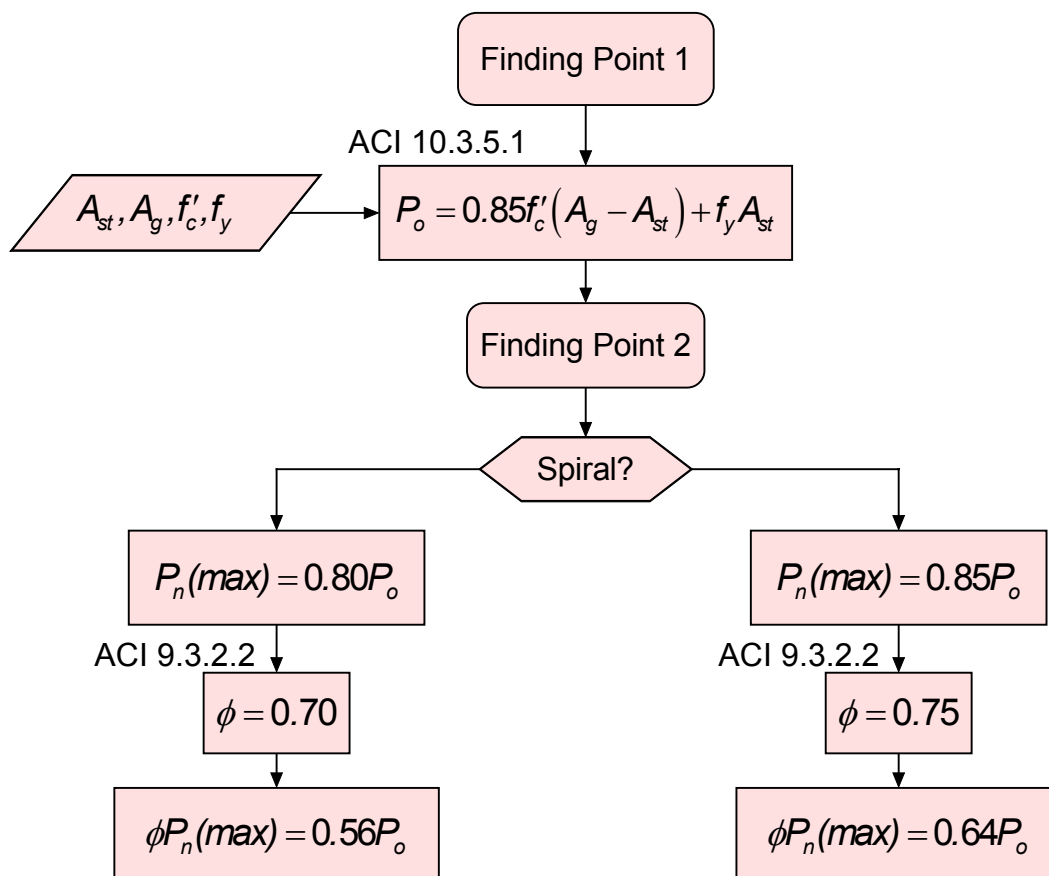 Finding Point 1
ACI 10.3.5.1
A_st, A_g, f′_c, f_y
P_o = 0.85f′_c(A_g − A_st) + f_y A_st
Finding Point 2
Spiral?
P_n(max) = 0.80P_o
P_n(max) = 0.85P_o
ACI 9.3.2.2
ACI 9.3.2.2
ϕ = 0.70
ϕ = 0.75
ϕP_n(max) = 0.56P_o
ϕP_n(max) = 0.64P_o